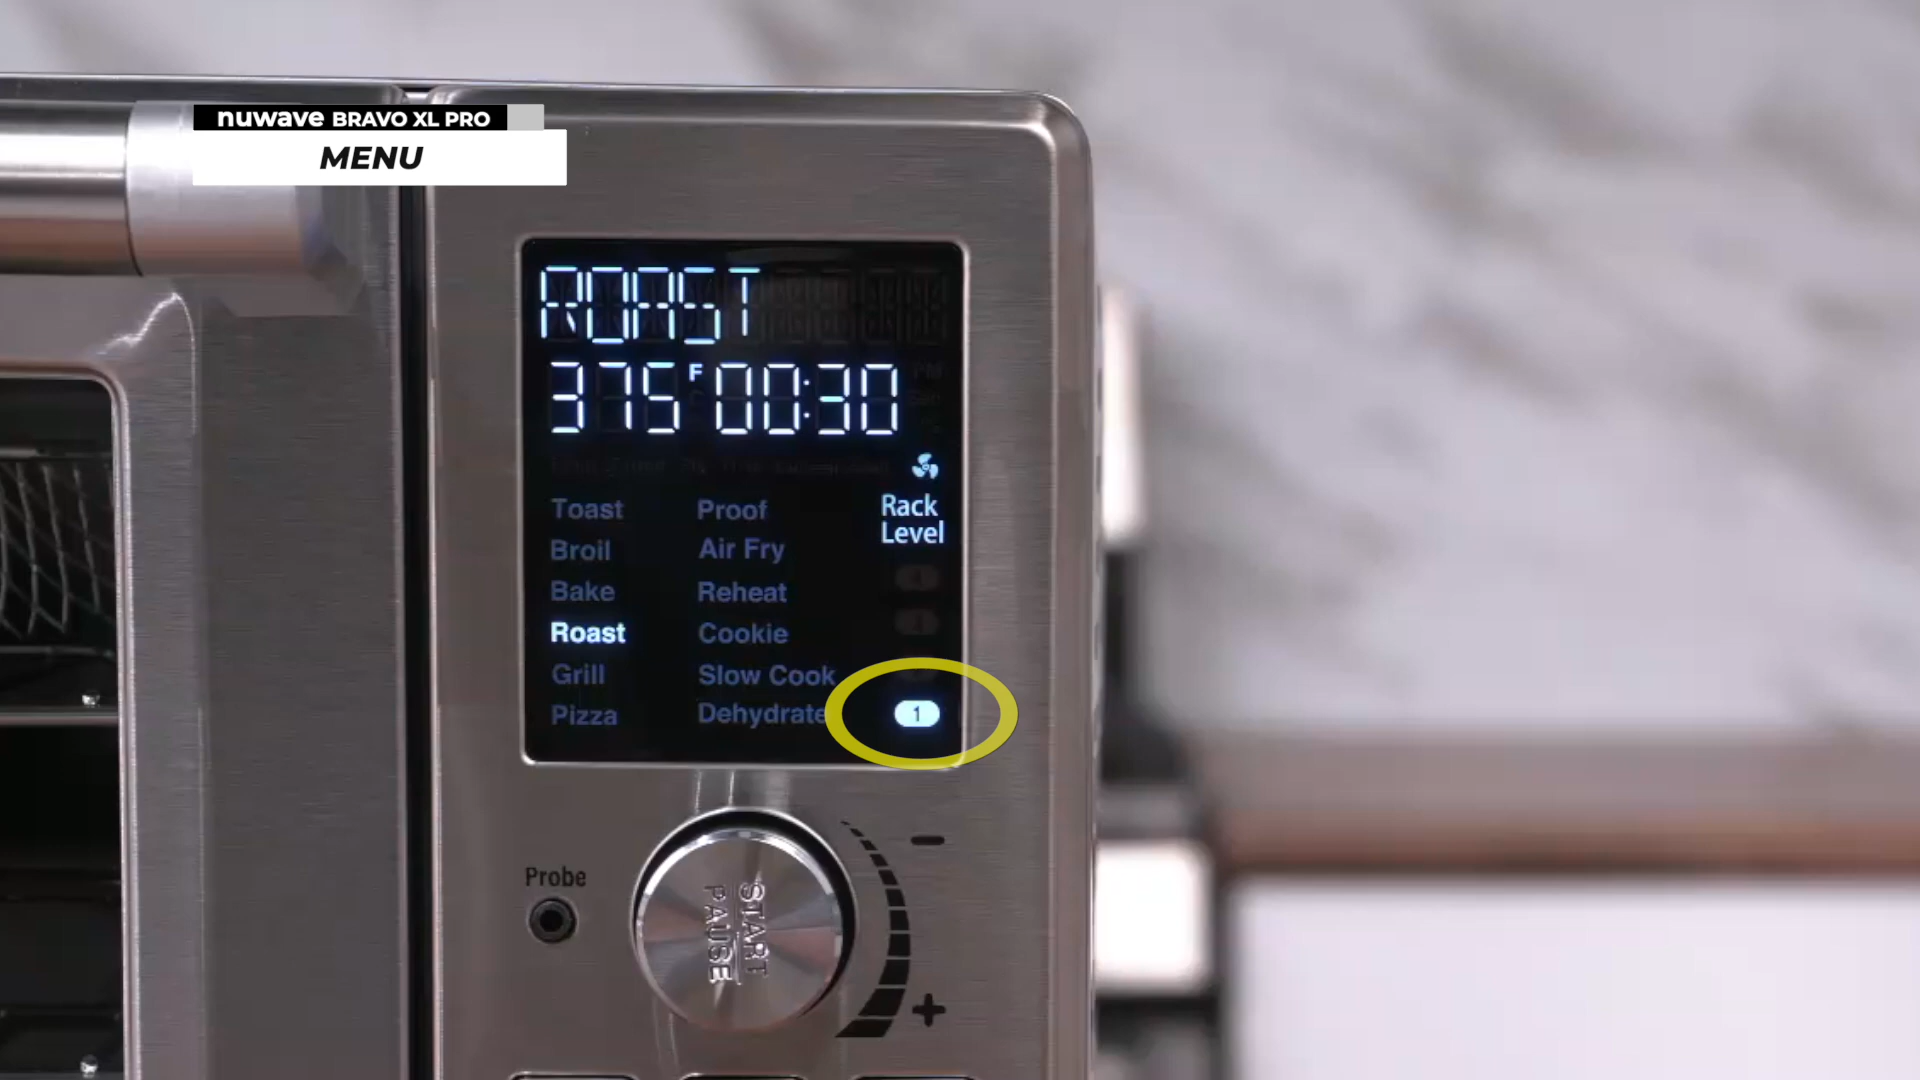 nuwave BRAVO XL PRO
MENU
ROAST
375 F 00:30
Rack
Level
Toast
Broil
Bake
Roast
Grill
Pizza
Proof
Air Fry
Reheat
Cookie
Slow Cook
Dehydrate
1
Probe
START
PAUSE
-
+